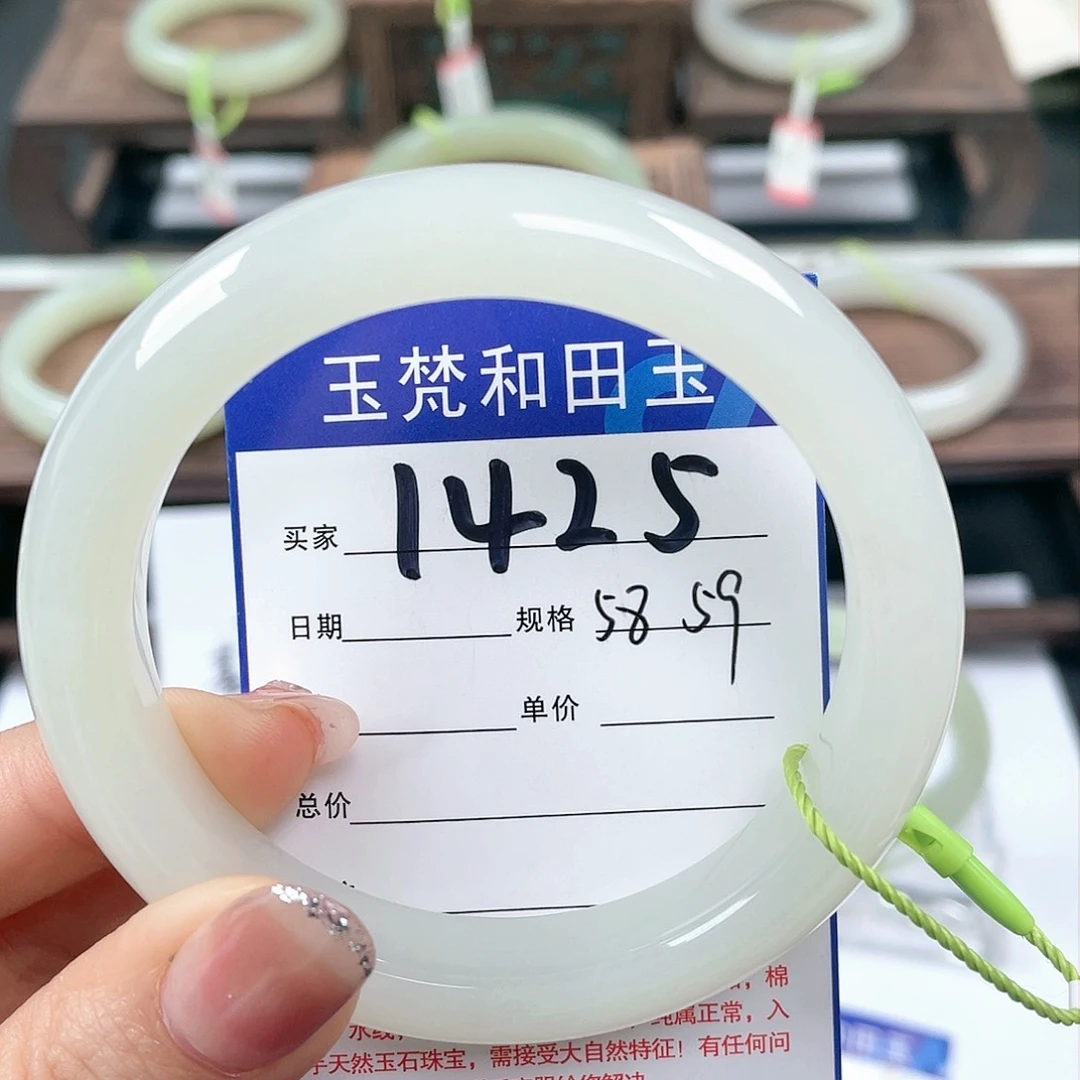 玉梵和田玉
买家 1425
日期 规格 58 59
单价
总价
，棉
水线， 纯属正常，入
天然玉石珠宝，需接受大自然特征！有任何问